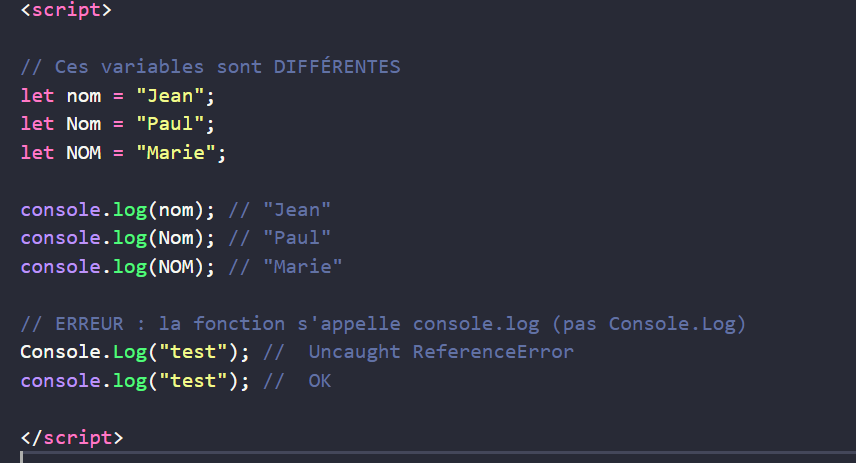 <script>
// Ces variables sont DIFFÉRENTES
let nom = "Jean";
let Nom = "Paul";
let NOM = "Marie";
console.log(nom); // "Jean"
console.log(Nom); // "Paul"
console.log(NOM); // "Marie"
// ERREUR : la fonction s'appelle console.log (pas Console.Log)
Console.Log("test"); //  Uncaught ReferenceError
console.log("test"); //  OK
</script>